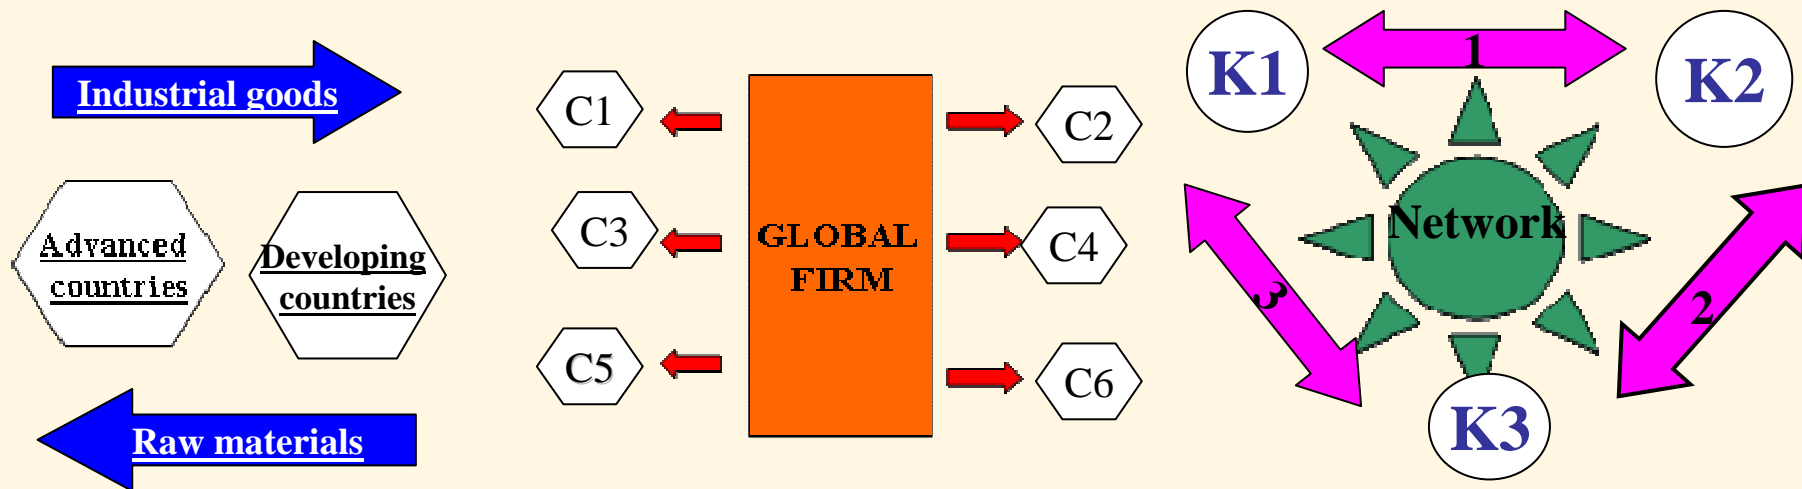 Industrial goods
Advanced
countries
Developing
countries
Raw materials
C1
C2
C3
C4
C5
C6
GLOBAL
FIRM
K1
1
K2
Network
3
2
K3